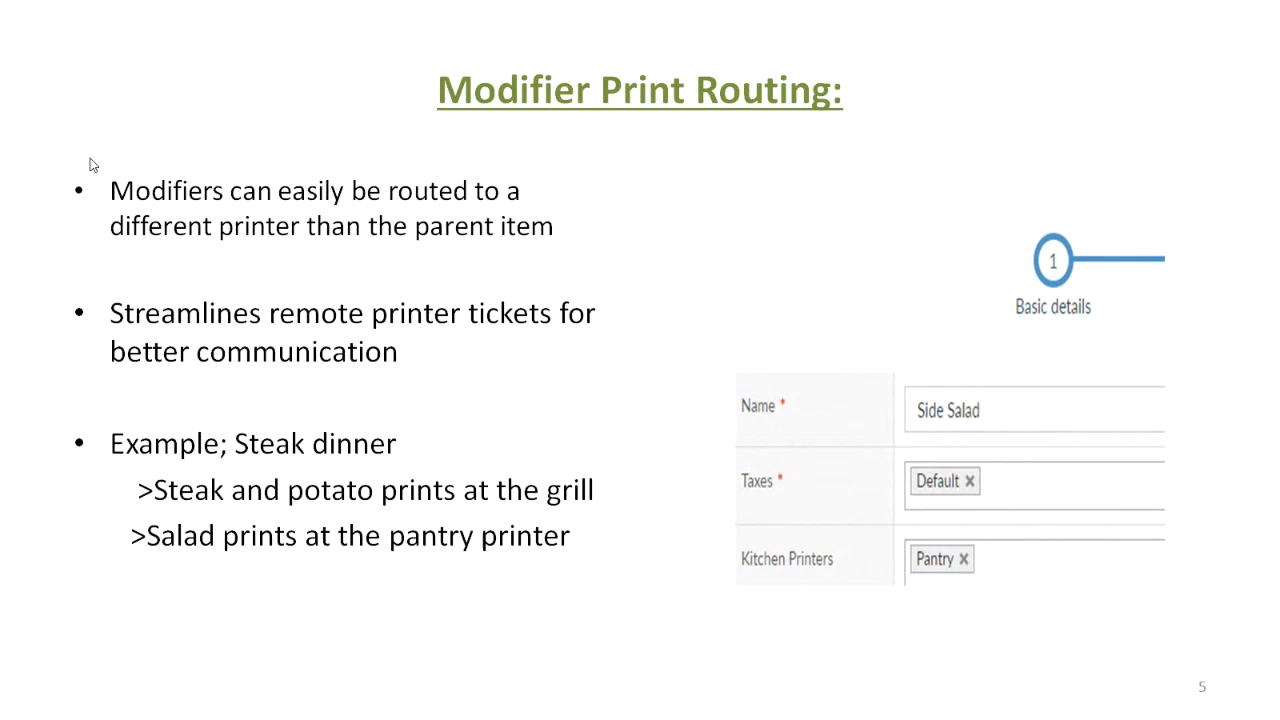 Modifier Print Routing:
• Modifiers can easily be routed to a
different printer than the parent item
• Streamlines remote printer tickets for
better communication
• Example; Steak dinner
>Steak and potato prints at the grill
>Salad prints at the pantry printer
1
Basic details
Name * Side Salad
Taxes * Default ×
Kitchen Printers Pantry ×
5